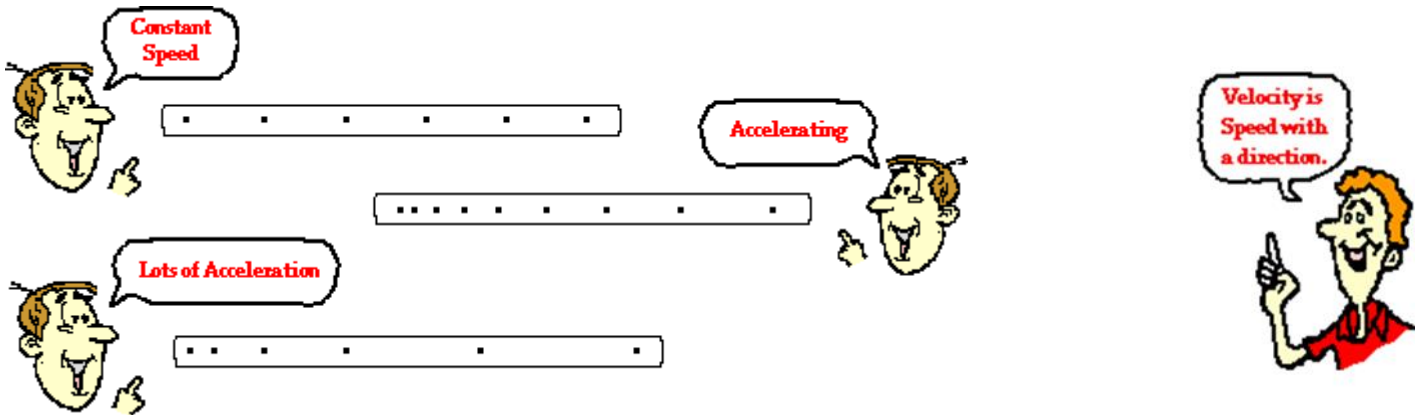 Constant
Speed
Accelerating
Lots of Acceleration
Velocity is
Speed with
a direction.